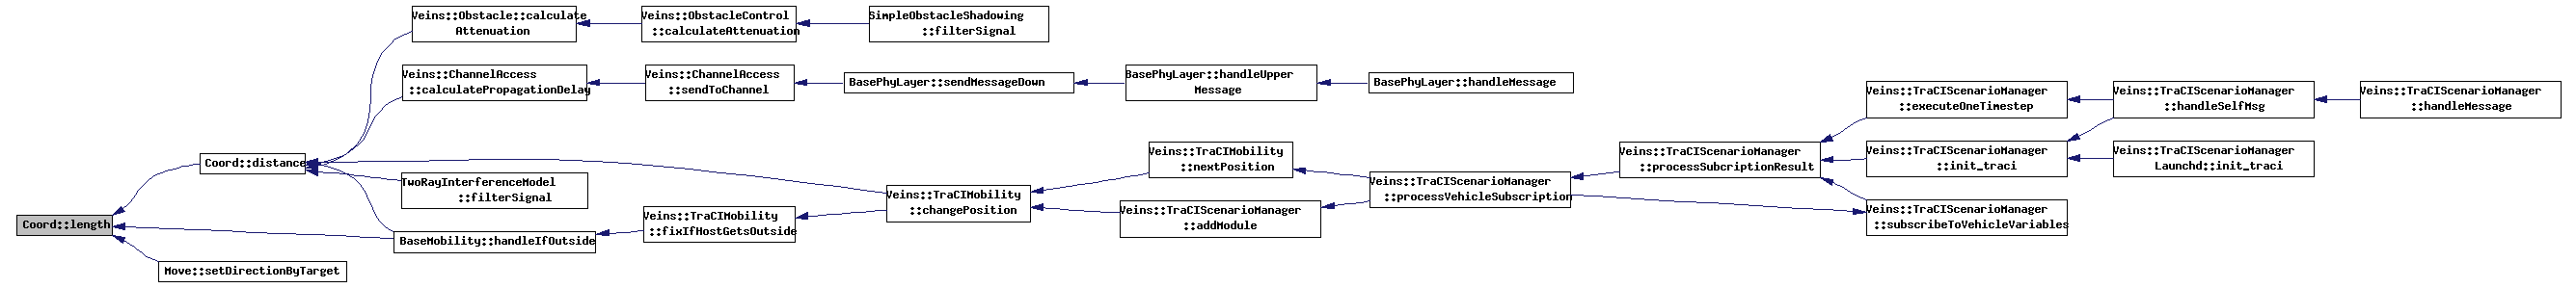 Veins::Obstacle::calculate
Attenuation
Veins::ObstacleControl
::calculateAttenuation
SimpleObstacleShadowing
::filterSignal
Veins::ChannelAccess
::calculatePropagationDelay
Veins::ChannelAccess
::sendToChannel
BasePhyLayer::sendMessageDown
BasePhyLayer::handleUpper
Message
BasePhyLayer::handleMessage
Veins::TraCIScenarioManager
::executeOneTimestep
Veins::TraCIScenarioManager
::handleSelfMsg
Veins::TraCIScenarioManager
::handleMessage
Coord::distance
TwoRayInterferenceModel
::filterSignal
Veins::TraCIMobility
::changePosition
Veins::TraCIMobility
::nextPosition
Veins::TraCIScenarioManager
::addModule
Veins::TraCIScenarioManager
::processVehicleSubscription
Veins::TraCIScenarioManager
::processSubcriptionResult
Veins::TraCIScenarioManager
::init_traci
Veins::TraCIScenarioManager
Launchd::init_traci
Veins::TraCIScenarioManager
::subscribeToVehicleVariables
Coord::length
BaseMobility::handleIfOutside
Veins::TraCIMobility
::fixIfHostGetsOutside
Move::setDirectionByTarget